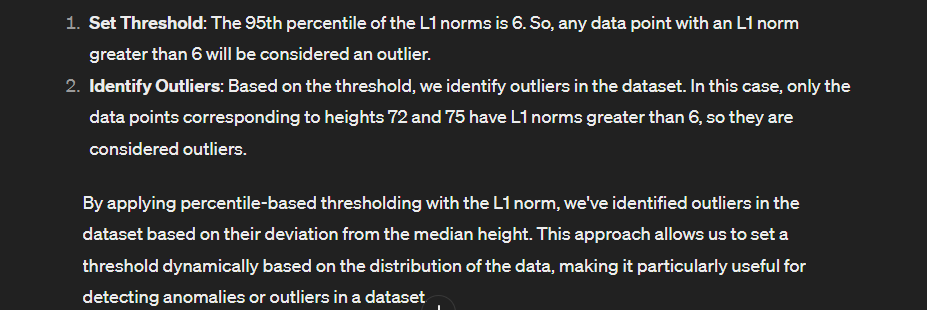 1. Set Threshold: The 95th percentile of the L1 norms is 6. So, any data point with an L1 norm
greater than 6 will be considered an outlier.
2. Identify Outliers: Based on the threshold, we identify outliers in the dataset. In this case, only the
data points corresponding to heights 72 and 75 have L1 norms greater than 6, so they are
considered outliers.
By applying percentile-based thresholding with the L1 norm, we've identified outliers in the
dataset based on their deviation from the median height. This approach allows us to set a
threshold dynamically based on the distribution of the data, making it particularly useful for
detecting anomalies or outliers in a dataset